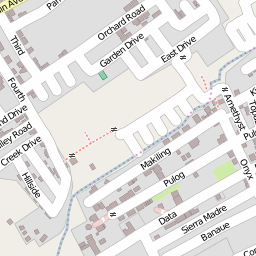 Orchard Road
Garden Drive
East Drive
Third
Fourth
Creek Drive
Hillside
Makiling
Pulog
Pulog
Amethyst
Onyx
Data
Sierra Madre
Banaue